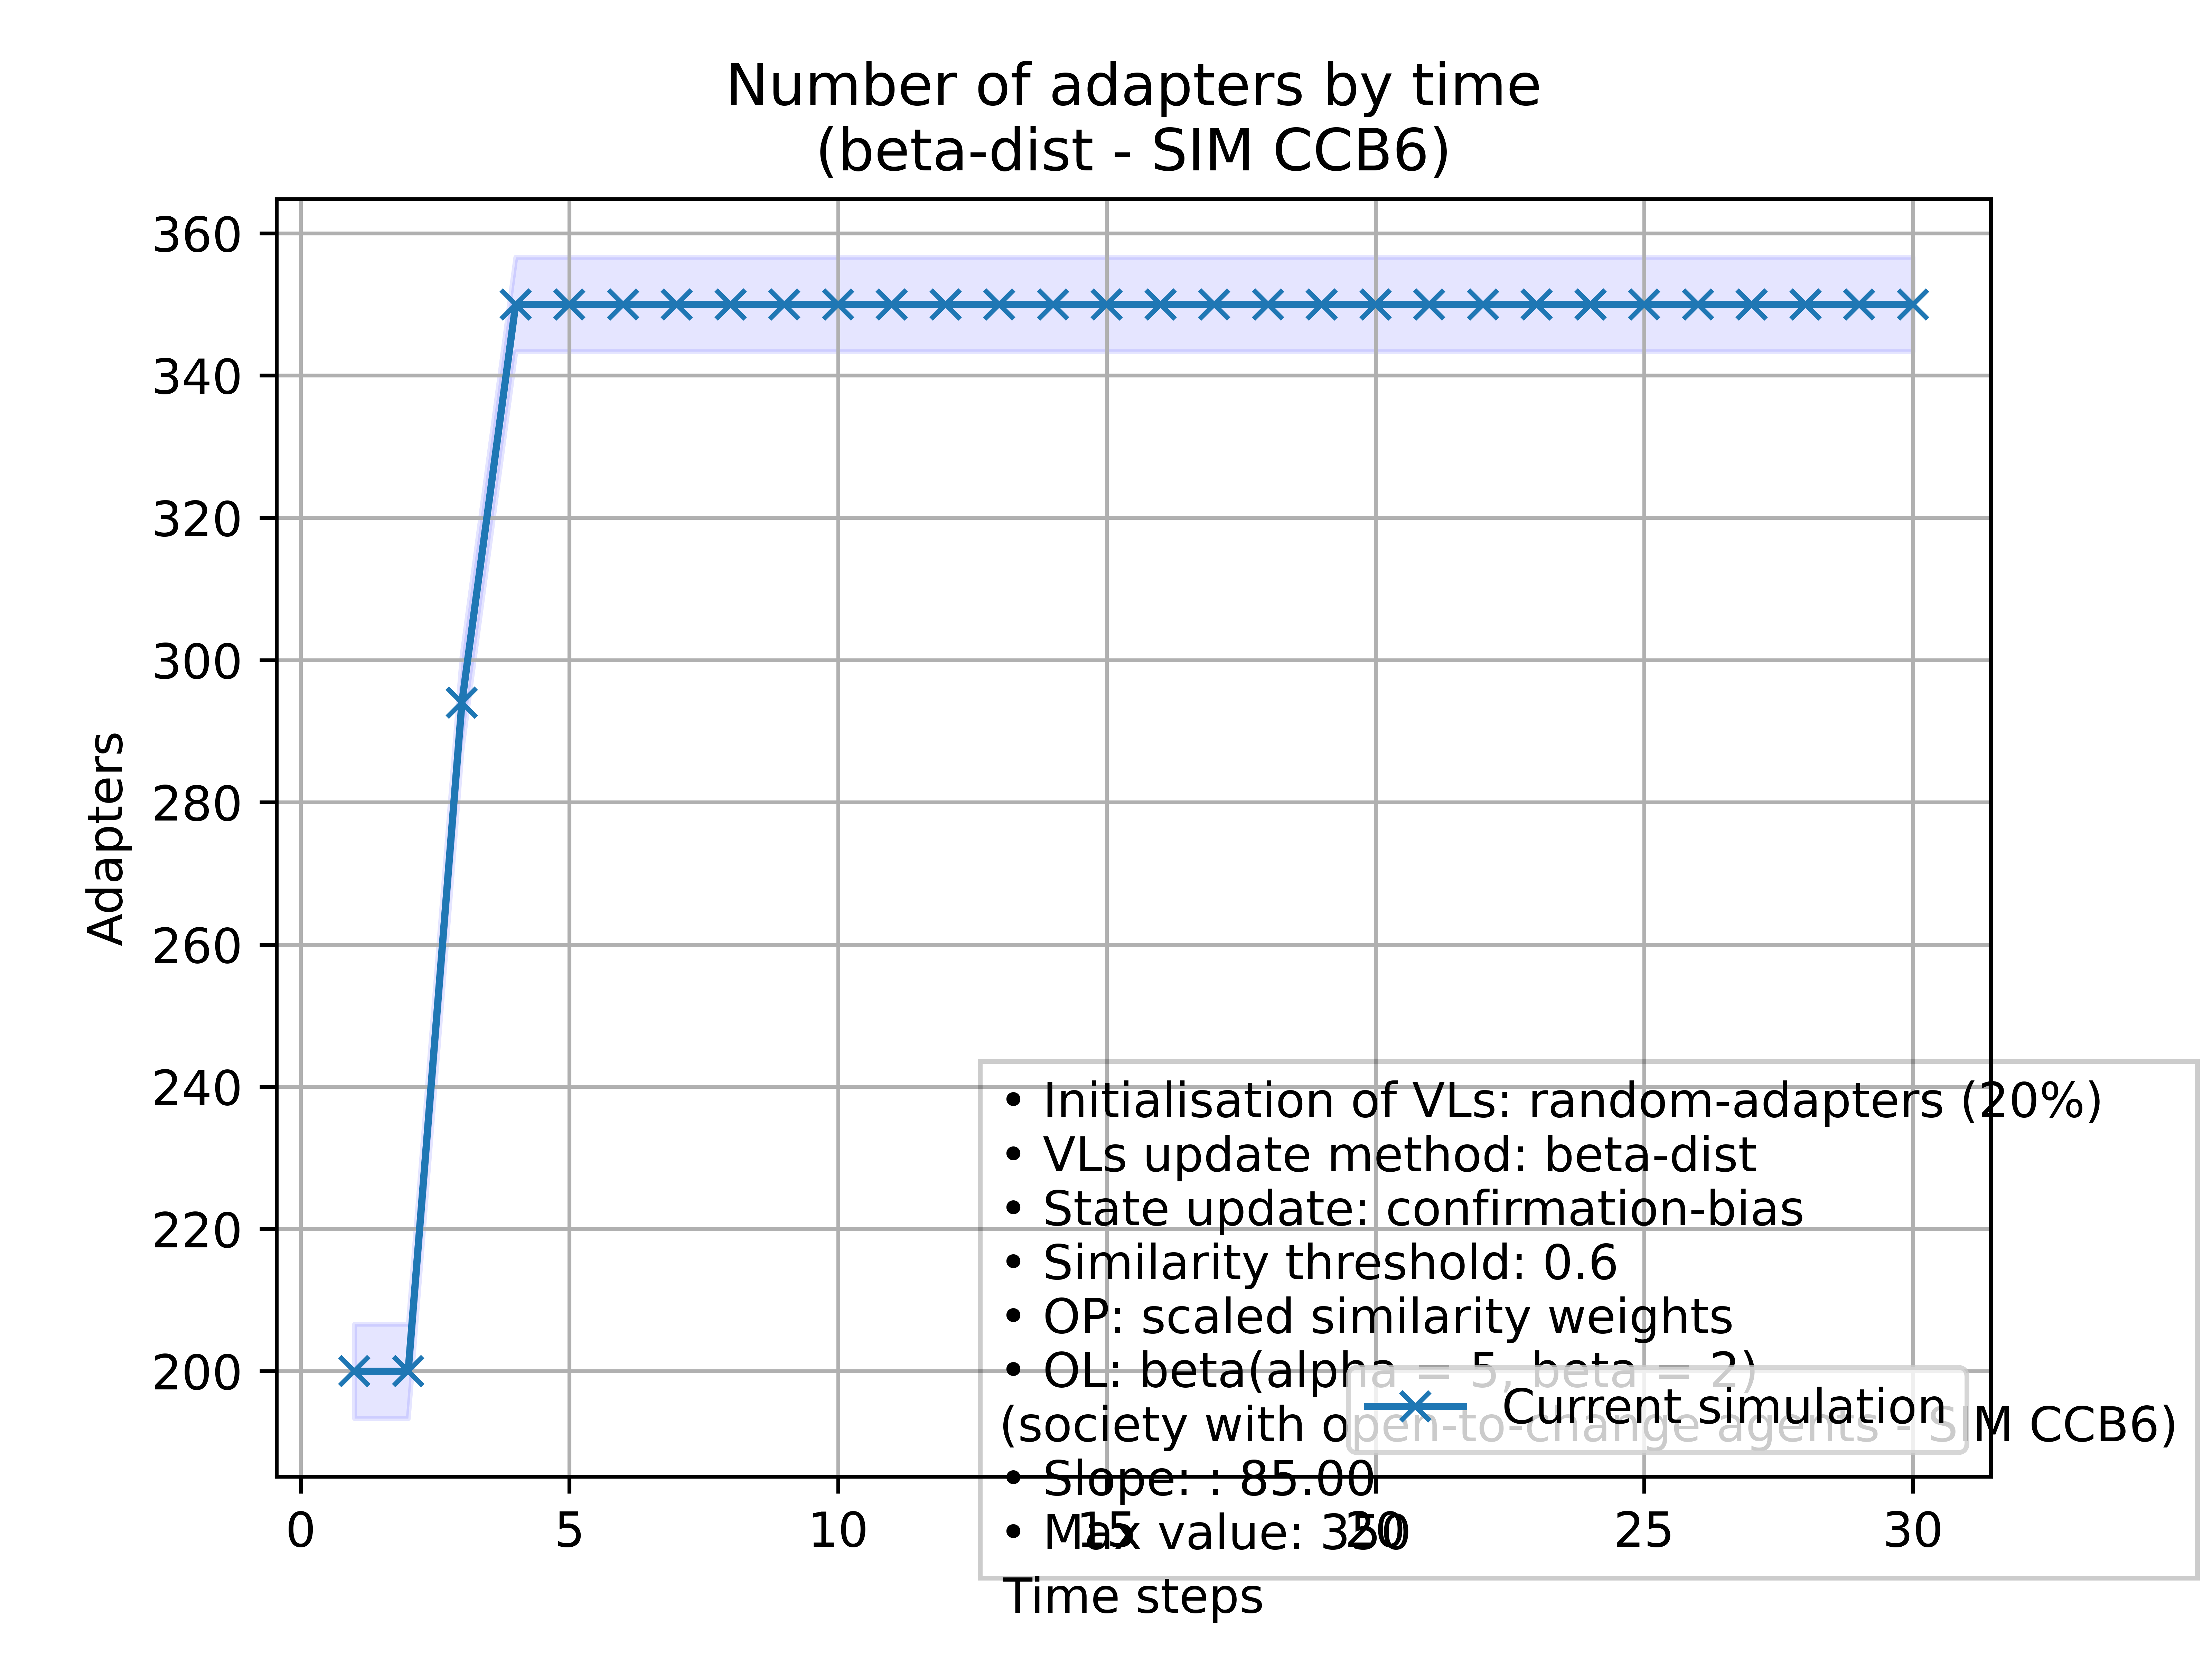 Number of adapters by time
(beta-dist - SIM CCB6)
360
340
320
300
280
260
240
220
200
Adapters
• Initialisation of VLs: random-adapters (20%)
• VLs update method: beta-dist
• State update: confirmation-bias
• Similarity threshold: 0.6
• OP: scaled similarity weights
• OL: beta(alpha = 5, beta = 2)
(society with open-to-change agents - SIM CCB6)
• Slope: : 85.00
• Max value: 350
Current simulation
0 5 10 15 20 25 30
Time steps